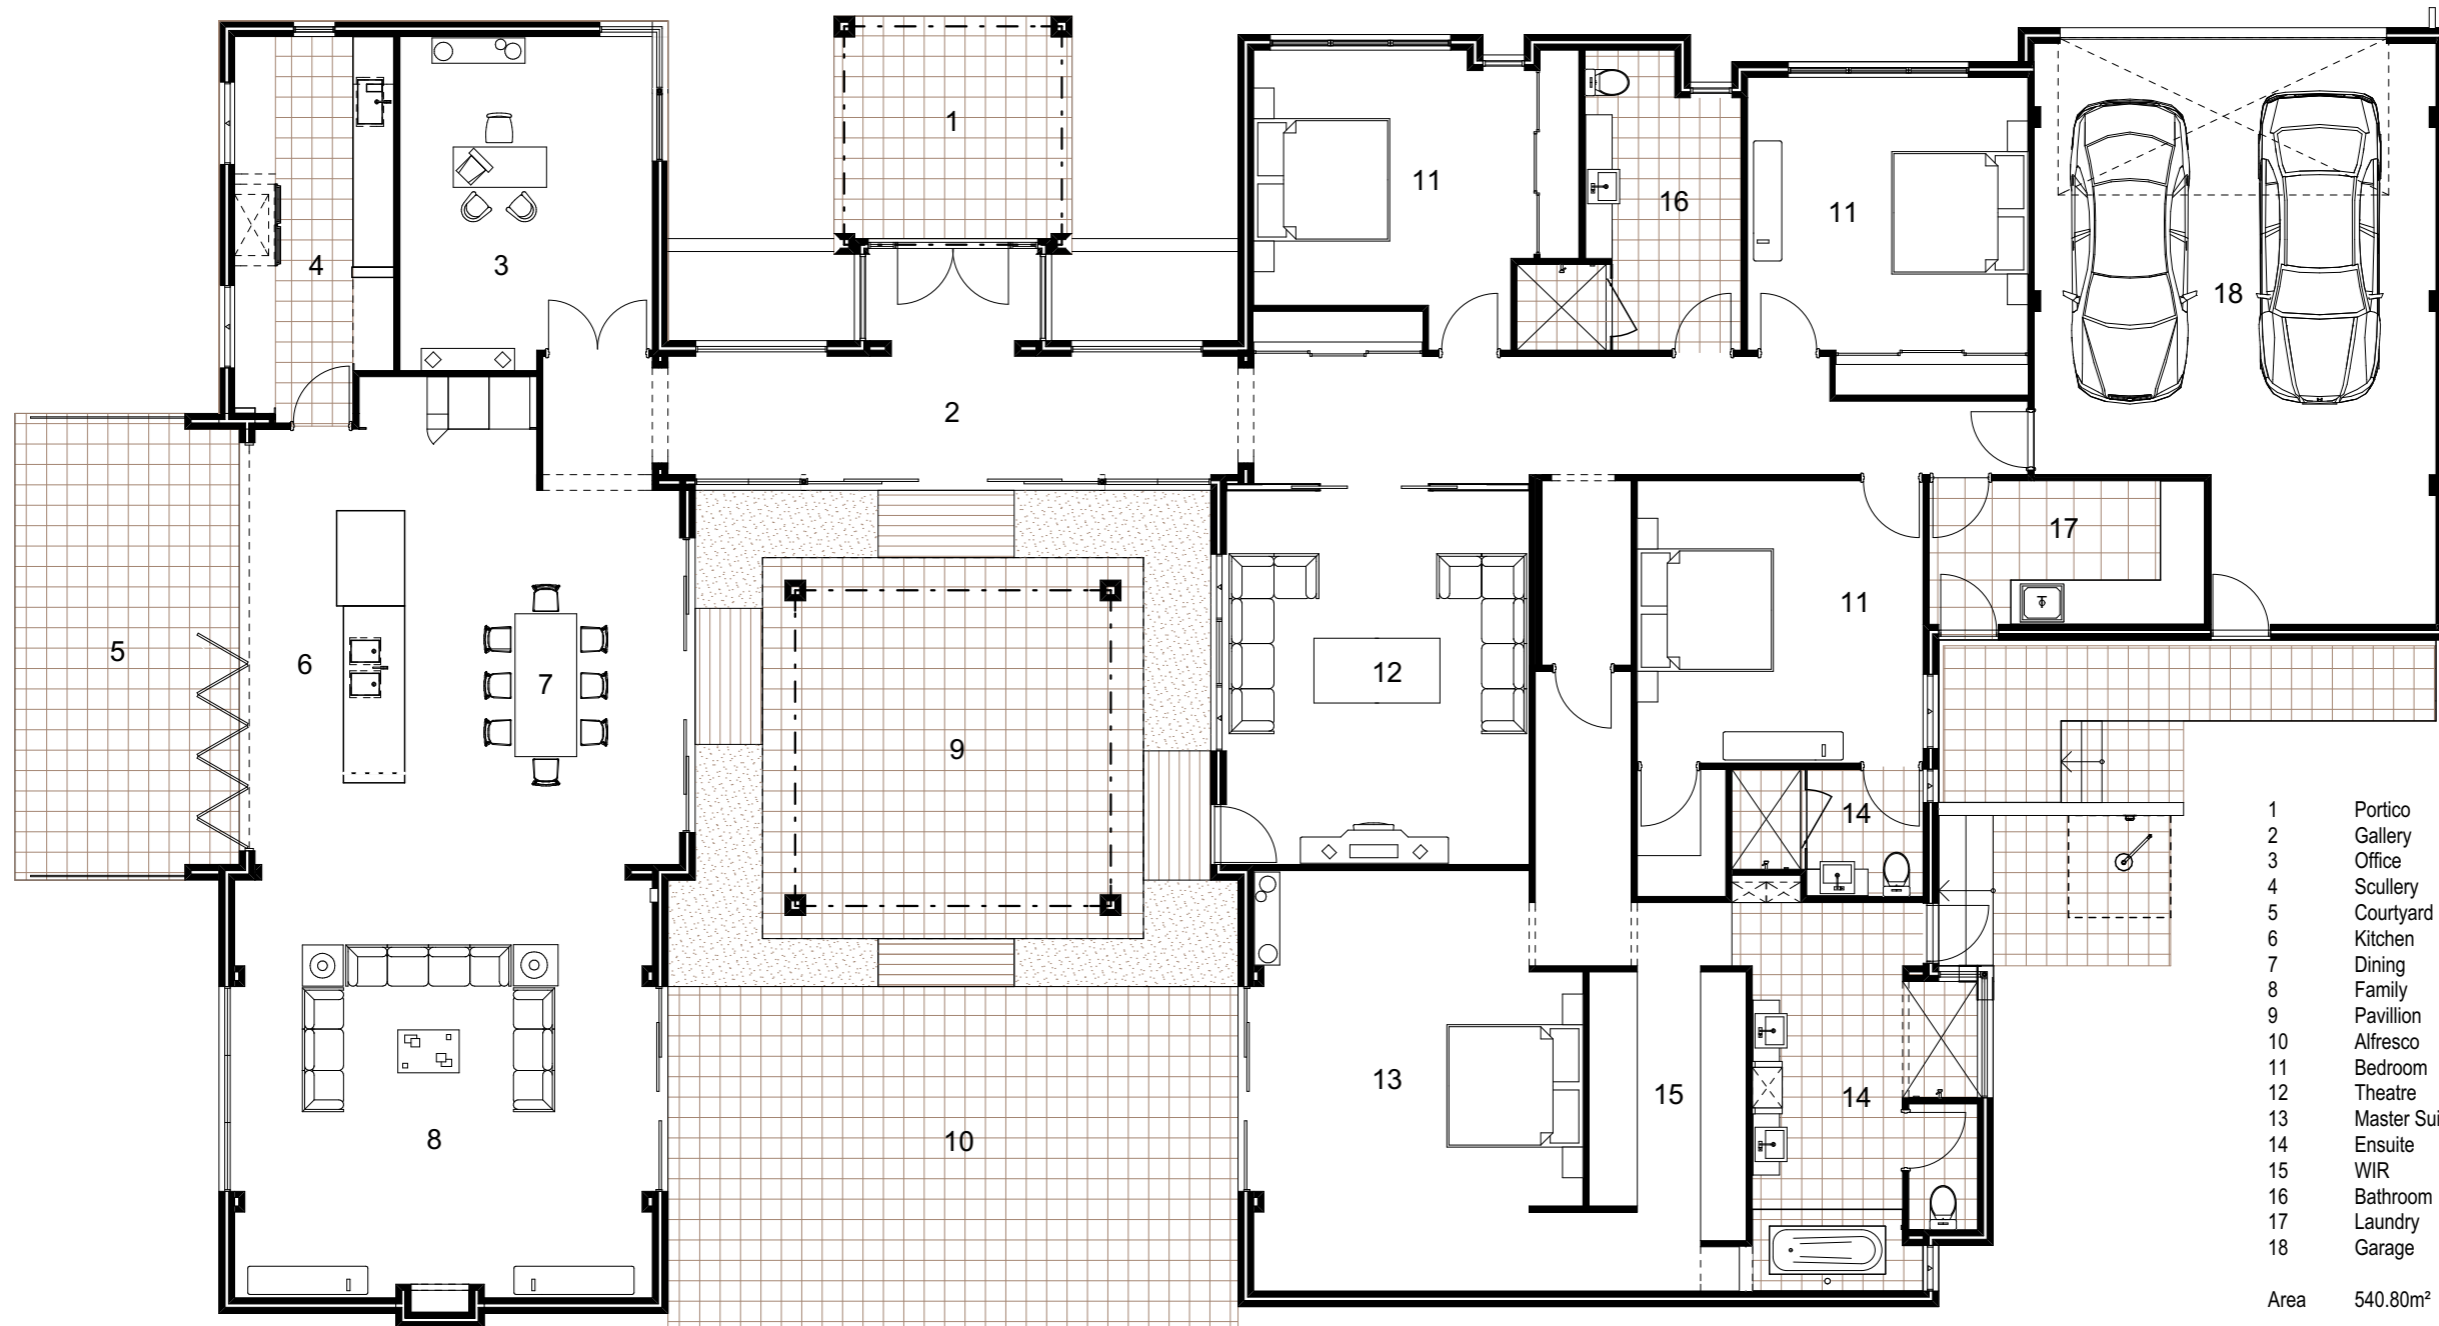 1
11
16
11
3
4
18
2
17
11
5
6
7
12
9
14
13
15
14
8
10
1 Portico
2 Gallery
3 Office
4 Scullery
5 Courtyard
6 Kitchen
7 Dining
8 Family
9 Pavillion
10 Alfresco
11 Bedroom
12 Theatre
13 Master Sui
14 Ensuite
15 WIR
16 Bathroom
17 Laundry
18 Garage
Area 540.80m²